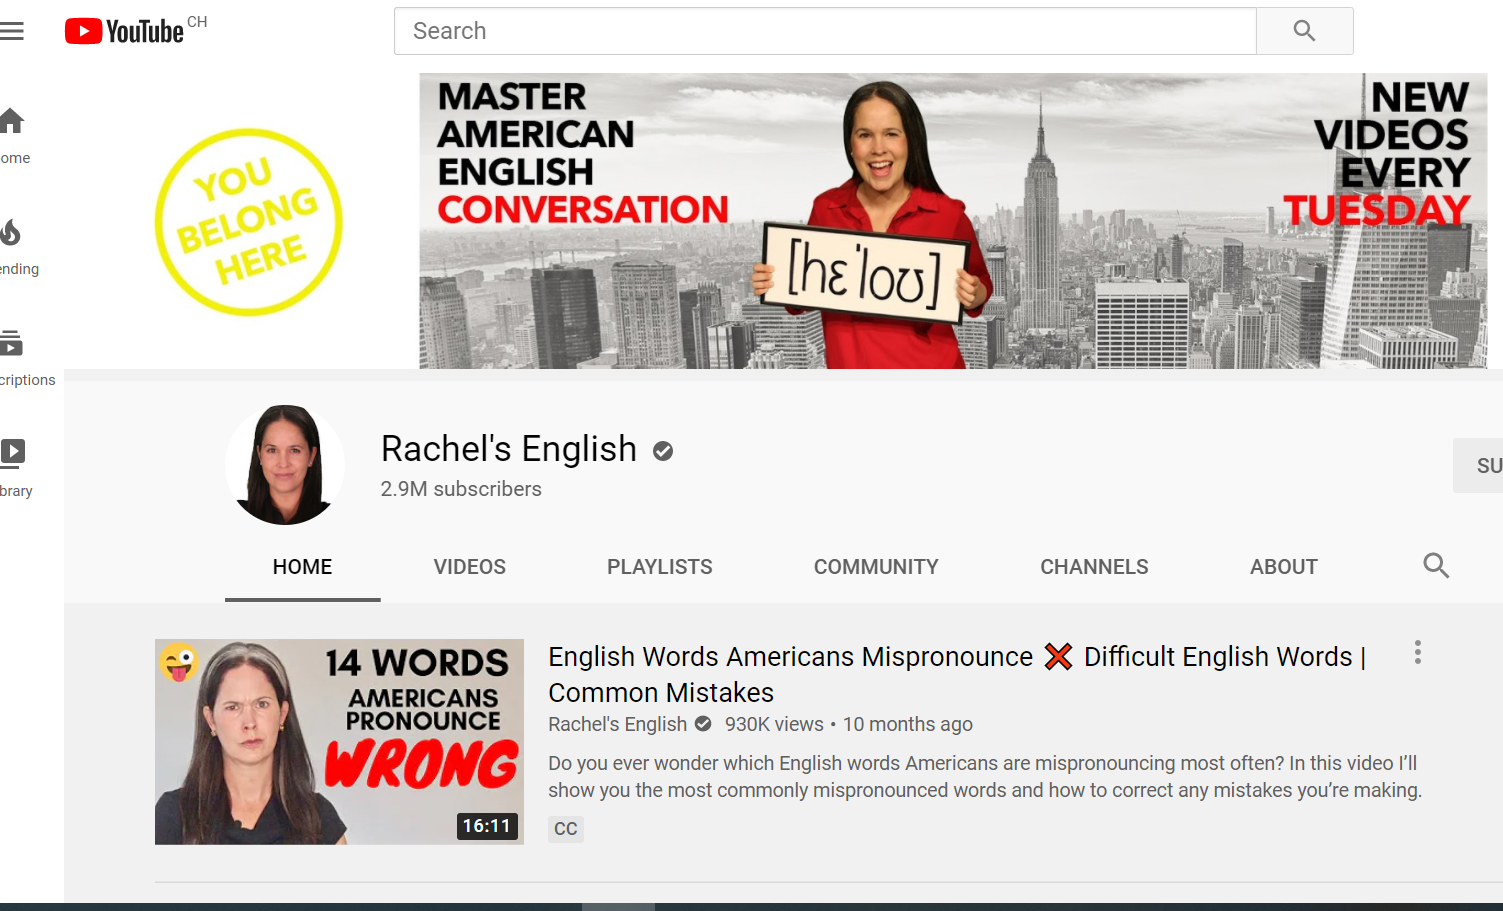 YouTube CH
Search
ome
ending
criptions
brary
YOU
BELONG
HERE
MASTER
AMERICAN
ENGLISH
CONVERSATION
[hɛˈloʊ]
NEW
VIDEOS
EVERY
TUESDAY
Rachel's English
2.9M subscribers
SU
HOME VIDEOS PLAYLISTS COMMUNITY CHANNELS ABOUT
14 WORDS
AMERICANS
PRONOUNCE
WRONG
16:11
English Words Americans Mispronounce ❌ Difficult English Words |
Common Mistakes
Rachel's English 930K views • 10 months ago
Do you ever wonder which English words Americans are mispronouncing most often? In this video I’ll
show you the most commonly mispronounced words and how to correct any mistakes you’re making.
CC